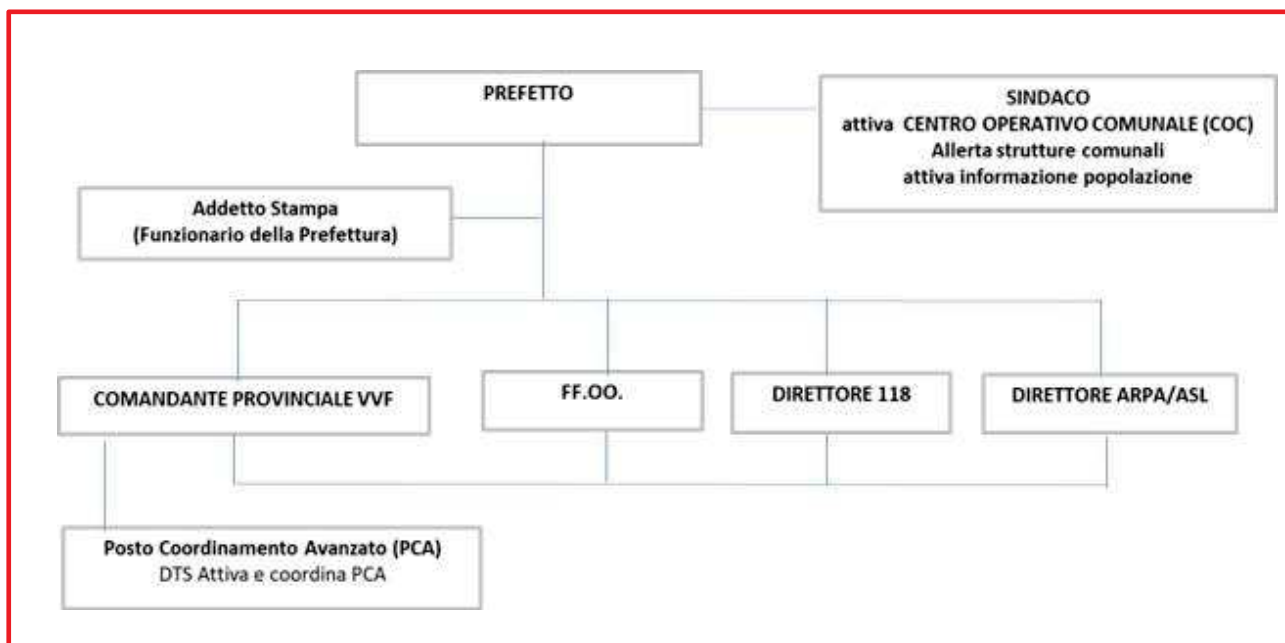 PREFETTO
SINDACO
attiva CENTRO OPERATIVO COMUNALE (COC)
Allerta strutture comunali
attiva informazione popolazione
Addetto Stampa
(Funzionario della Prefettura)
COMANDANTE PROVINCIALE VVF
FF.OO.
DIRETTORE 118
DIRETTORE ARPA/ASL
Posto Coordinamento Avanzato (PCA)
DTS Attiva e coordina PCA